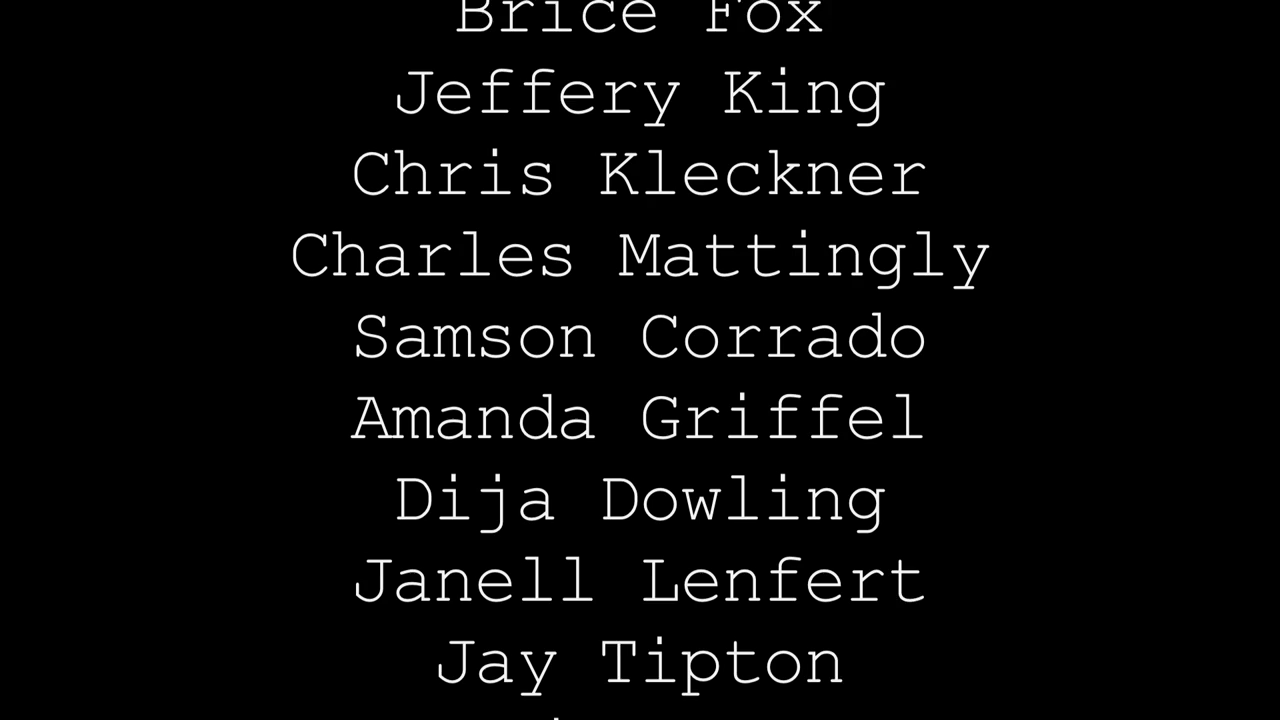 Brice Fox
Jeffery King
Chris Kleckner
Charles Mattingly
Samson Corrado
Amanda Griffel
Dija Dowling
Janell Lenfert
Jay Tipton